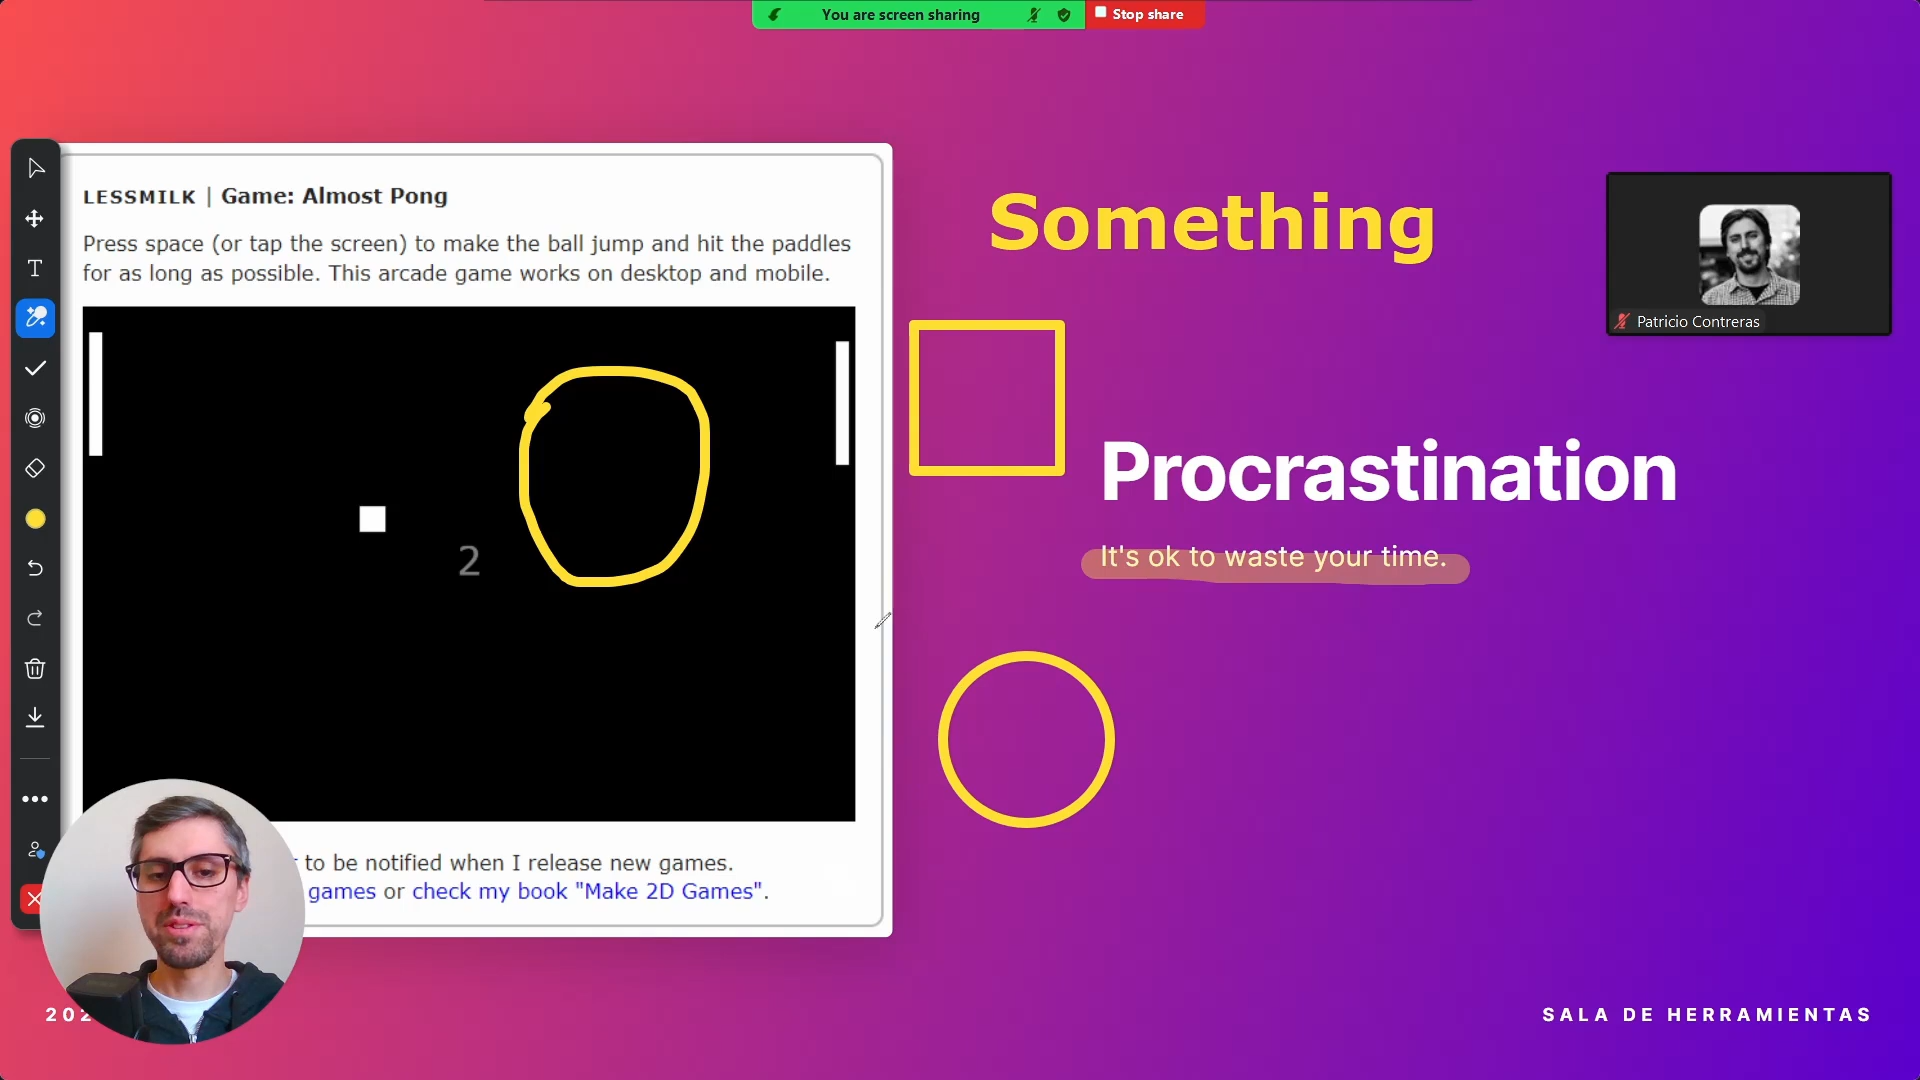 You are screen sharing
Stop share
LESSMILK | Game: Almost Pong
Press space (or tap the screen) to make the ball jump and hit the paddles
for as long as possible. This arcade game works on desktop and mobile.
2
to be notified when I release new games.
games or check my book "Make 2D Games".
Something
Patricio Contreras
Procrastination
It's ok to waste your time.
SALA DE HERRAMIENTAS
T